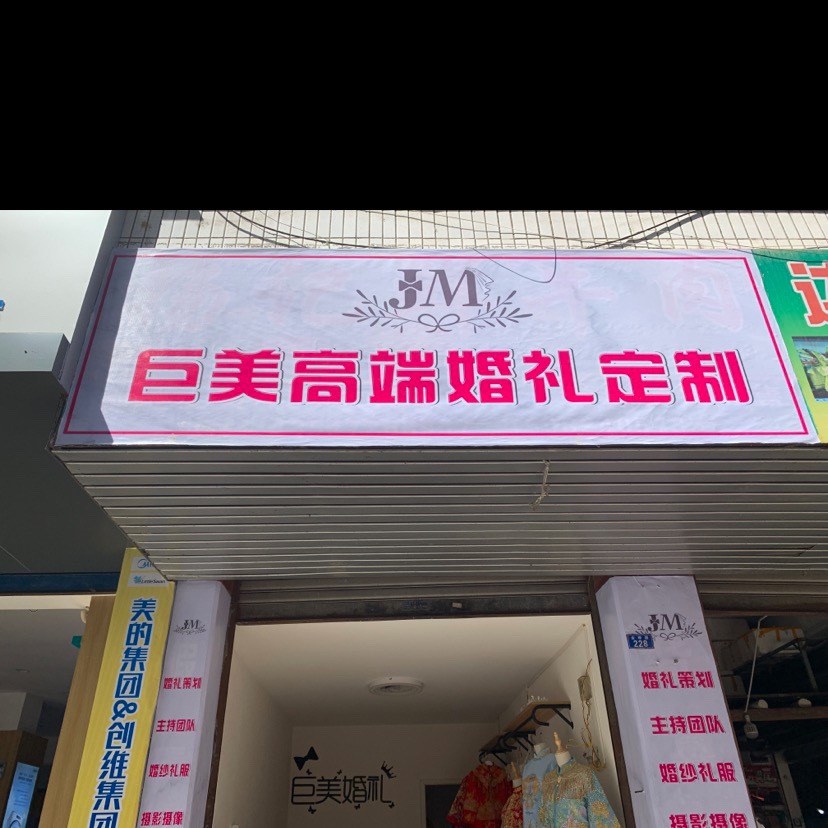 JM
巨美高端婚礼定制
美的集团&创维集团
JM
婚礼策划
主持团队
婚纱礼服
摄影摄像
巨美婚礼
JM
228
婚礼策划
主持团队
婚纱礼服
摄影摄像